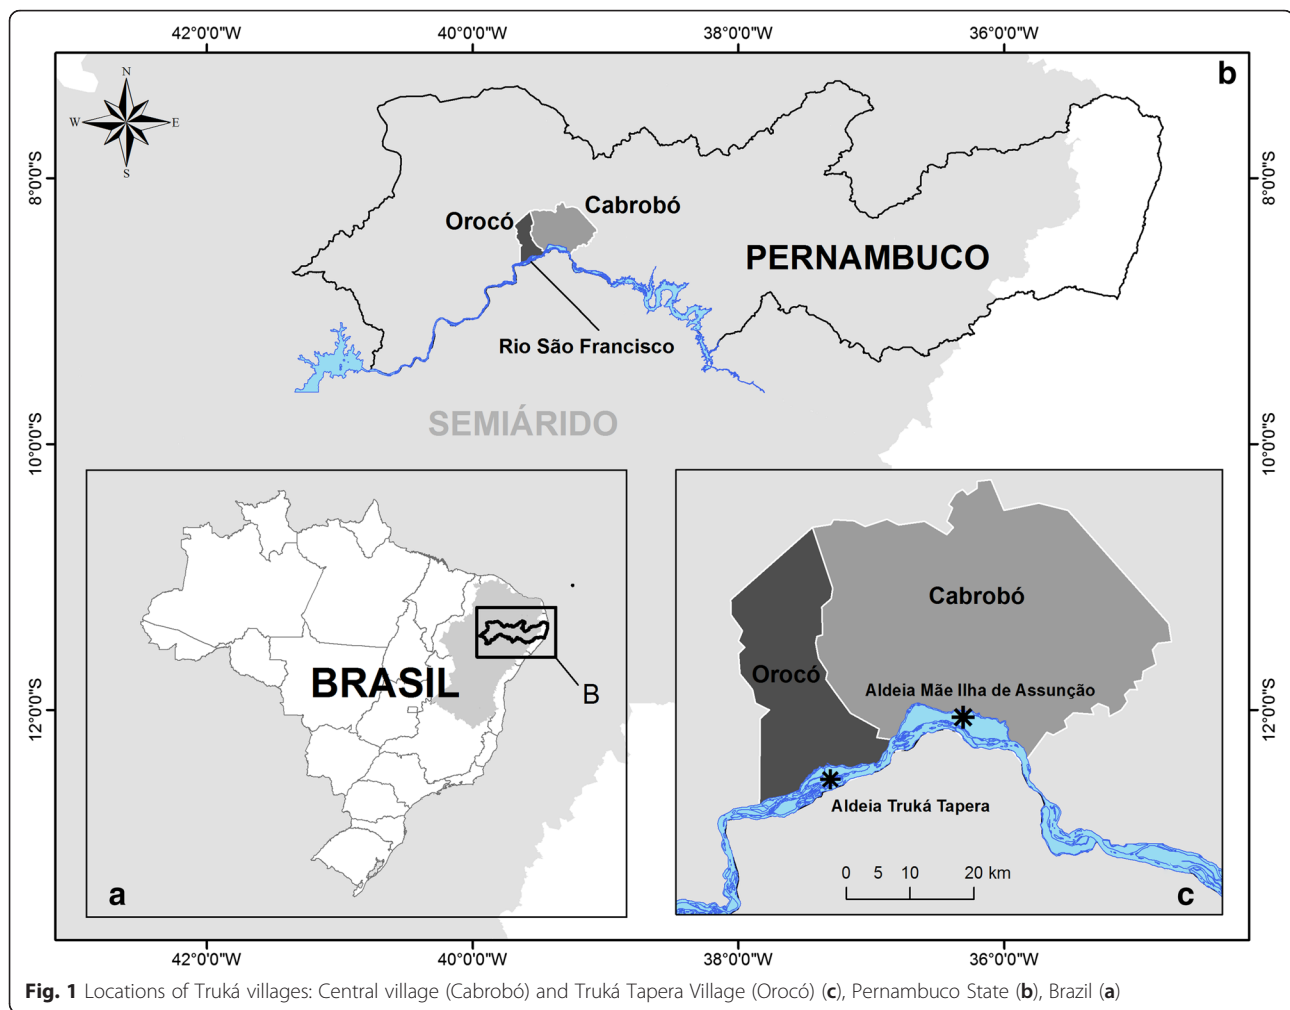 42°0'0"W 40°0'0"W 38°0'0"W 36°0'0"W
b
N
W E
S
8°0'0"S 8°0'0"S
Cabrobó
Orocó
PERNAMBUCO
Rio São Francisco
SEMIÁRIDO
10°0'0"S 10°0'0"S
BRASIL
B
a
Cabrobó
Orocó
Aldeia Mãe Ilha de Assunção
Aldeia Truká Tapera
0 5 10 20 km
c
12°0'0"S 12°0'0"S
42°0'0"W 40°0'0"W 38°0'0"W 36°0'0"W
Fig. 1 Locations of Truká villages: Central village (Cabrobó) and Truká Tapera Village (Orocó) (c), Pernambuco State (b), Brazil (a)